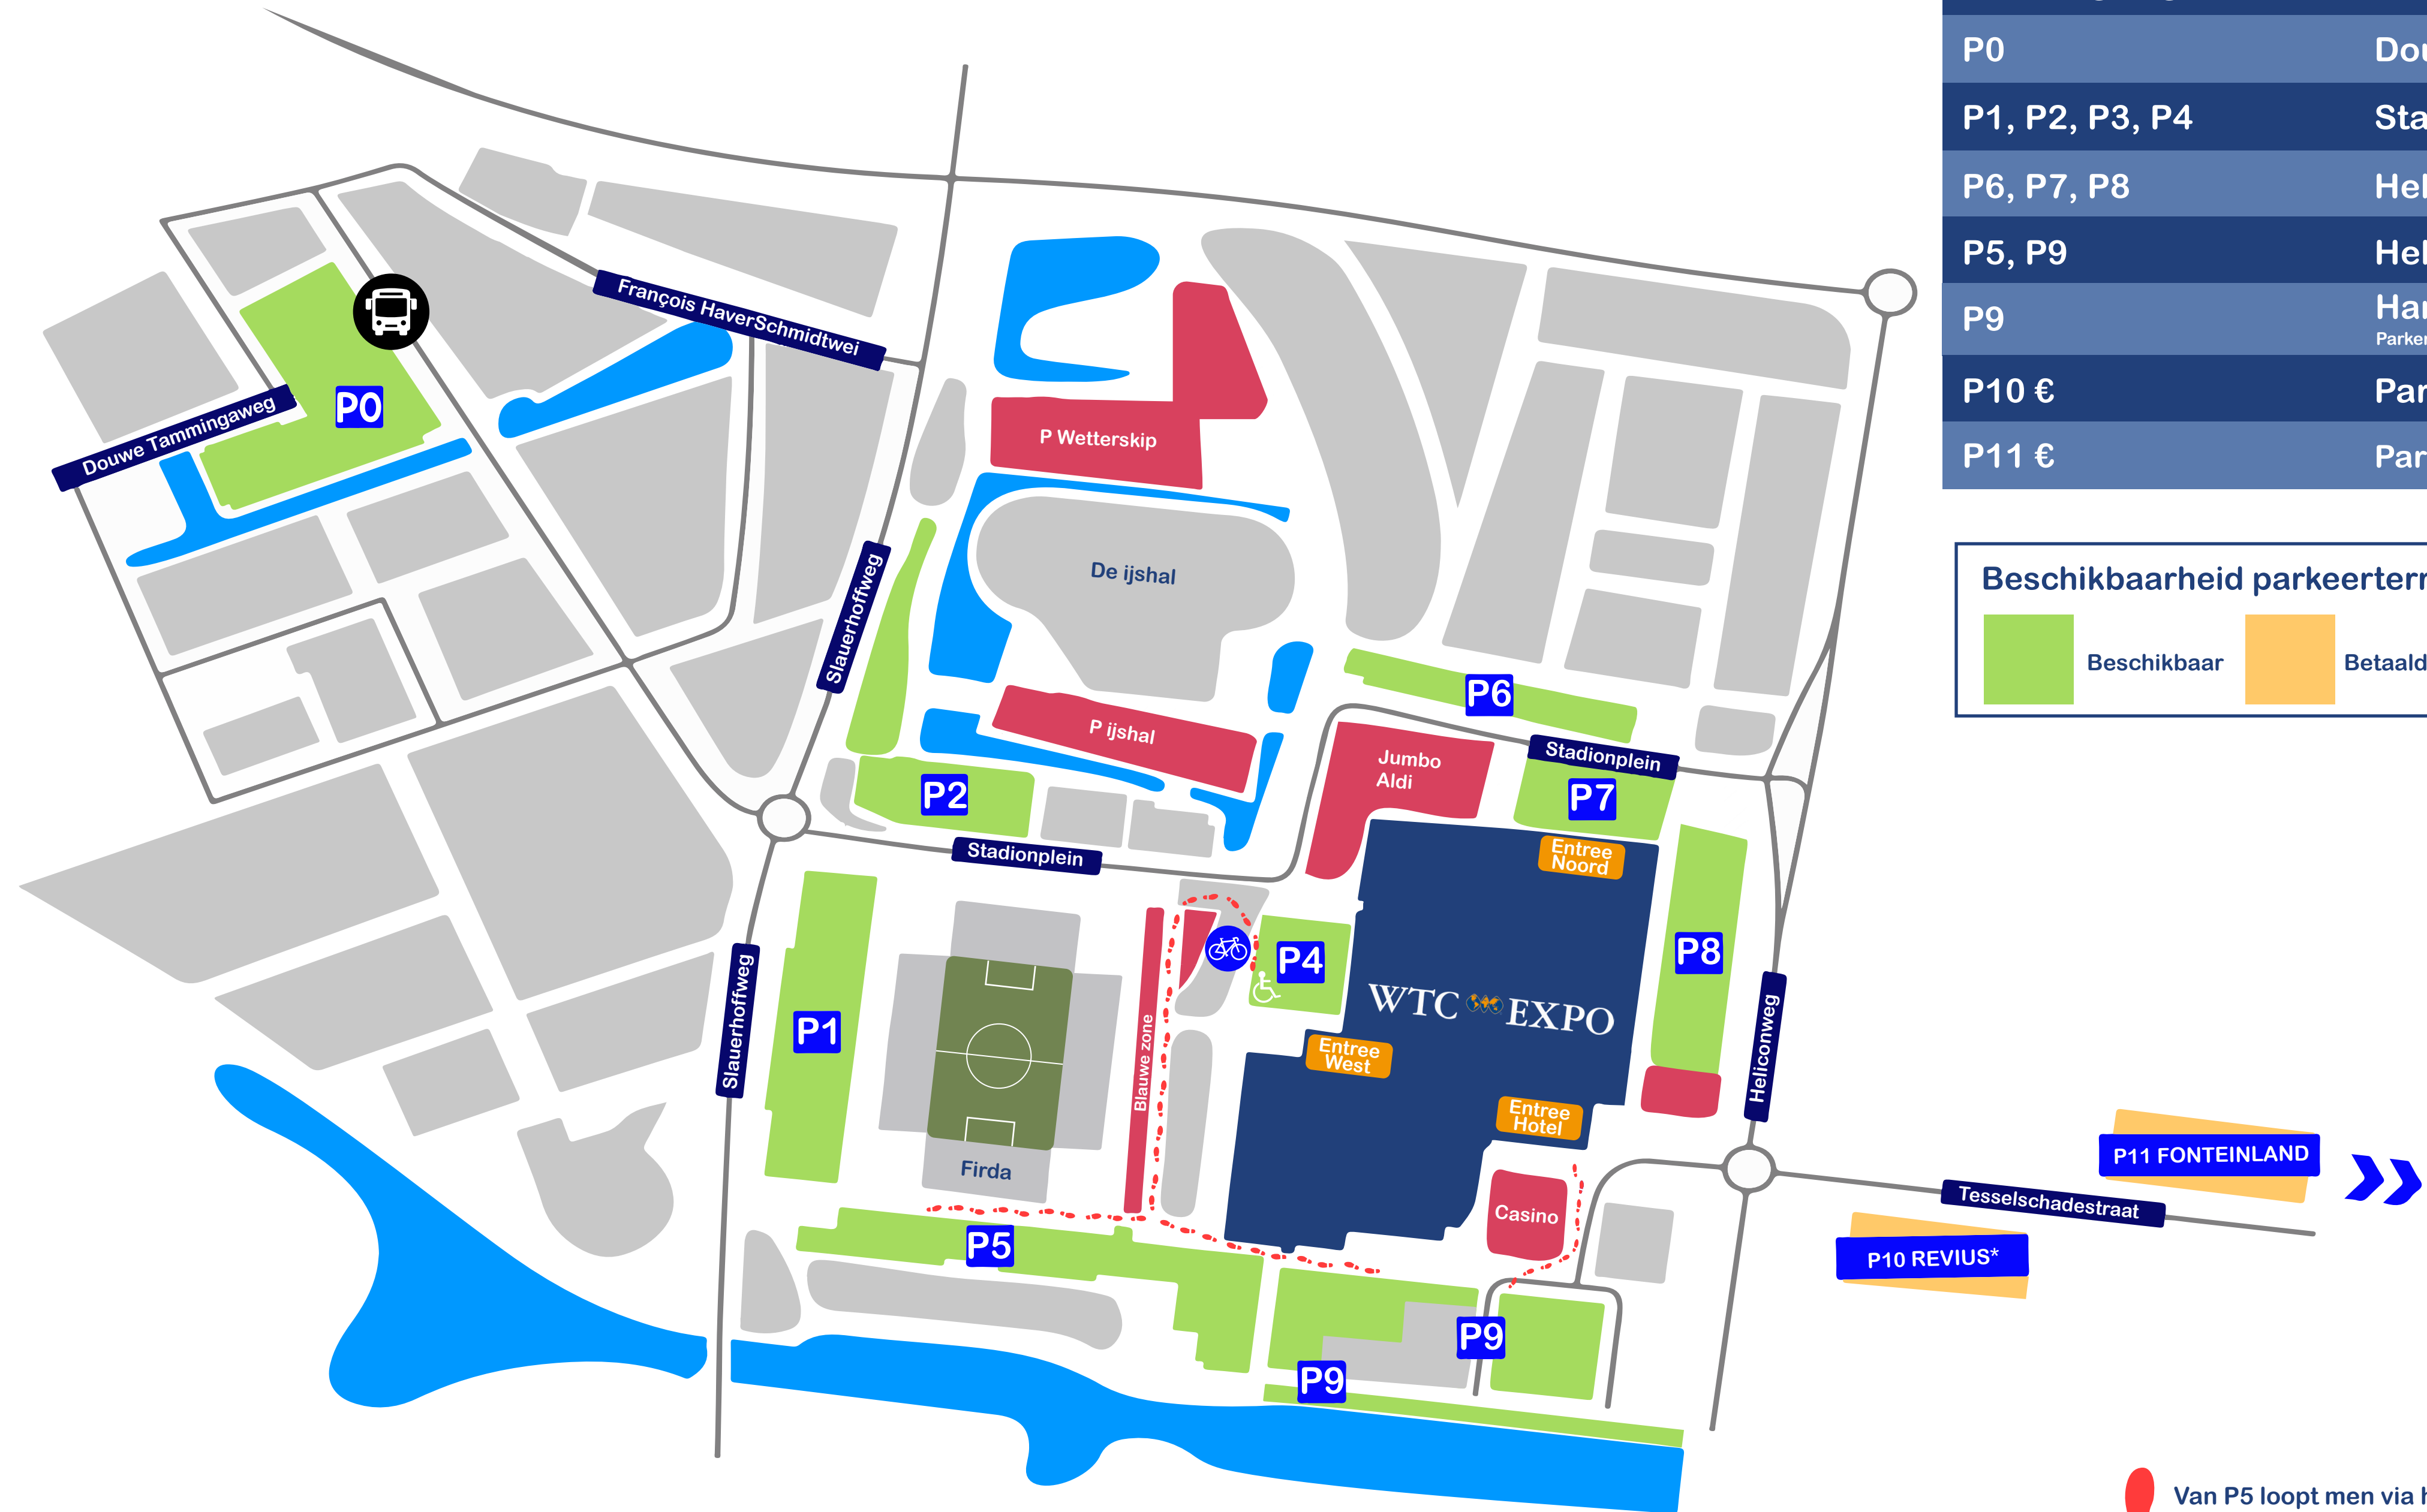 P0
P1, P2, P3, P4
P6, P7, P8
P5, P9
P9
P10 €
P11 €
Beschikbaarheid
Beschikbaar
François HaverSchmidtwei
P0
Douwe Tammingaweg
P Wetterskip
De ijshal
Slauerhoffweg
P6
P ijshal
Jumbo
Aldi
Stadionplein
P2
P7
Stadionplein
Entree
Noord
P8
P4
P1
Slauerhoffweg
WTC EXPO
Blauwe zone
Entree
West
Heliconweg
Entree
Hotel
Firda
P11 FONTEINLAND
Tesselschadestraat
Casino
P5
P10 REVIUS*
P9
P9
Van P5 loopt men via